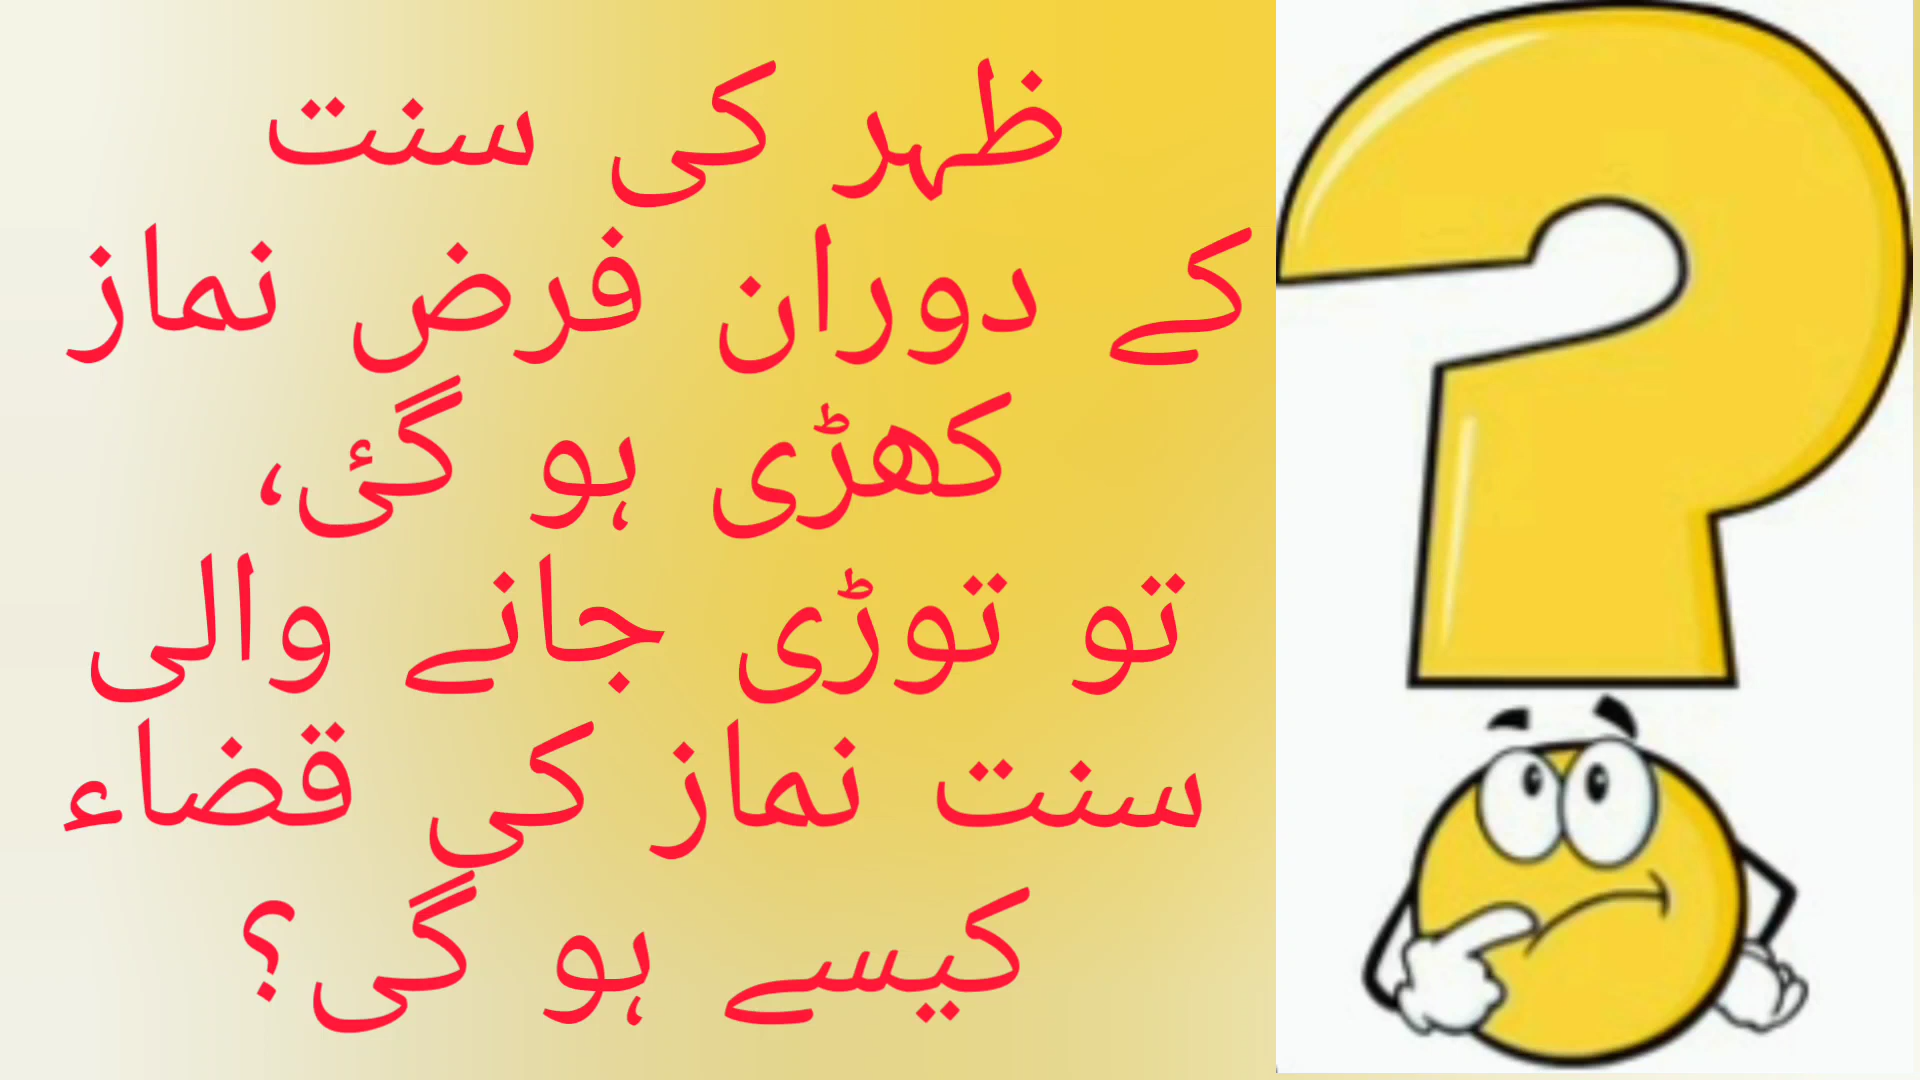 ظہر کی سنت
کے دوران فرض نماز
کھڑی ہو گئ،
تو توڑی جانے والی
سنت نماز کی قضاء
کیسے ہو گی؟